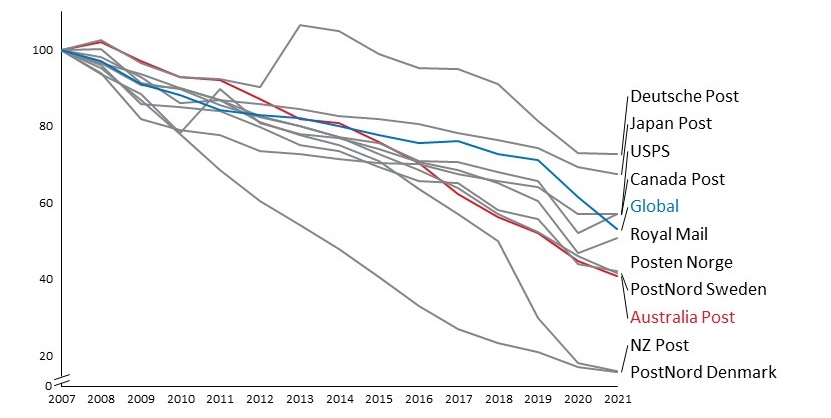 100
80
60
40
20
0
2007 2008 2009 2010 2011 2012 2013 2014 2015 2016 2017 2018 2019 2020 2021
Deutsche Post
Japan Post
USPS
Canada Post
Global
Royal Mail
Posten Norge
PostNord Sweden
Australia Post
NZ Post
PostNord Denmark